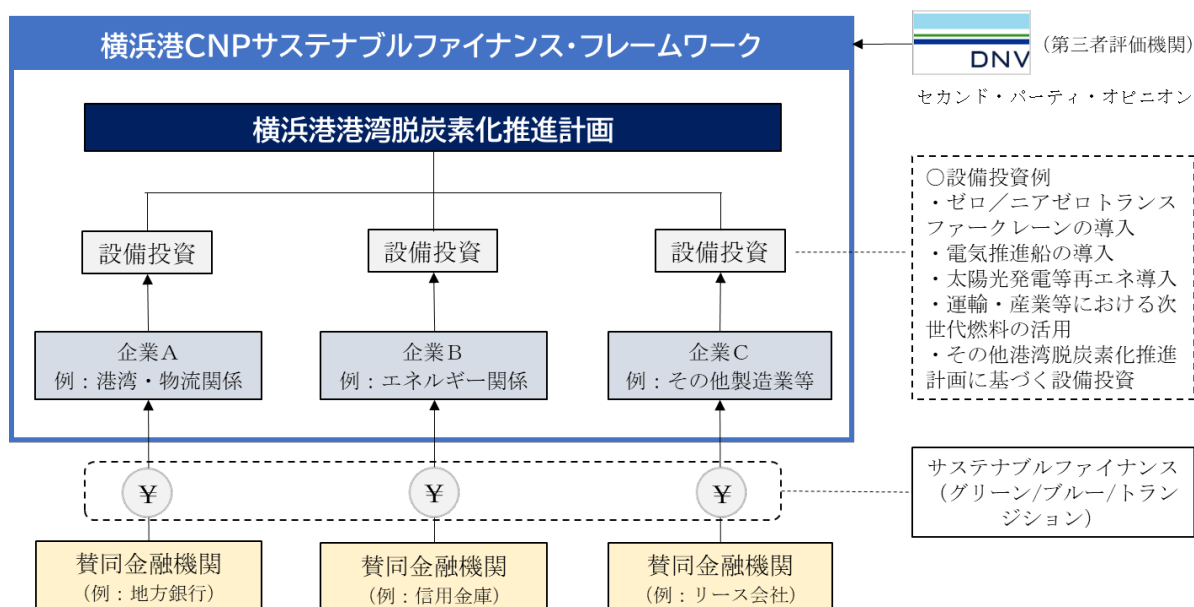 横浜港CNPサステナブルファイナンス・フレームワーク
DNV
(第三者評価機関)
セカンド・パーティ・オピニオン
横浜港港湾脱炭素化推進計画
設備投資
設備投資
設備投資
○設備投資例
・ゼロ／ニアゼロトランス
ファークレーンの導入
・電気推進船の導入
・太陽光発電等再エネ導入
・運輸・産業等における次
世代燃料の活用
・その他港湾脱炭素化推進
計画に基づく設備投資
企業Ａ
例：港湾・物流関係
企業Ｂ
例：エネルギー関係
企業Ｃ
例：その他製造業等
¥
¥
¥
サステナブルファイナンス
（グリーン/ブルー/トラン
ジション）
賛同金融機関
(例：地方銀行)
賛同金融機関
(例：信用金庫)
賛同金融機関
(例：リース会社)